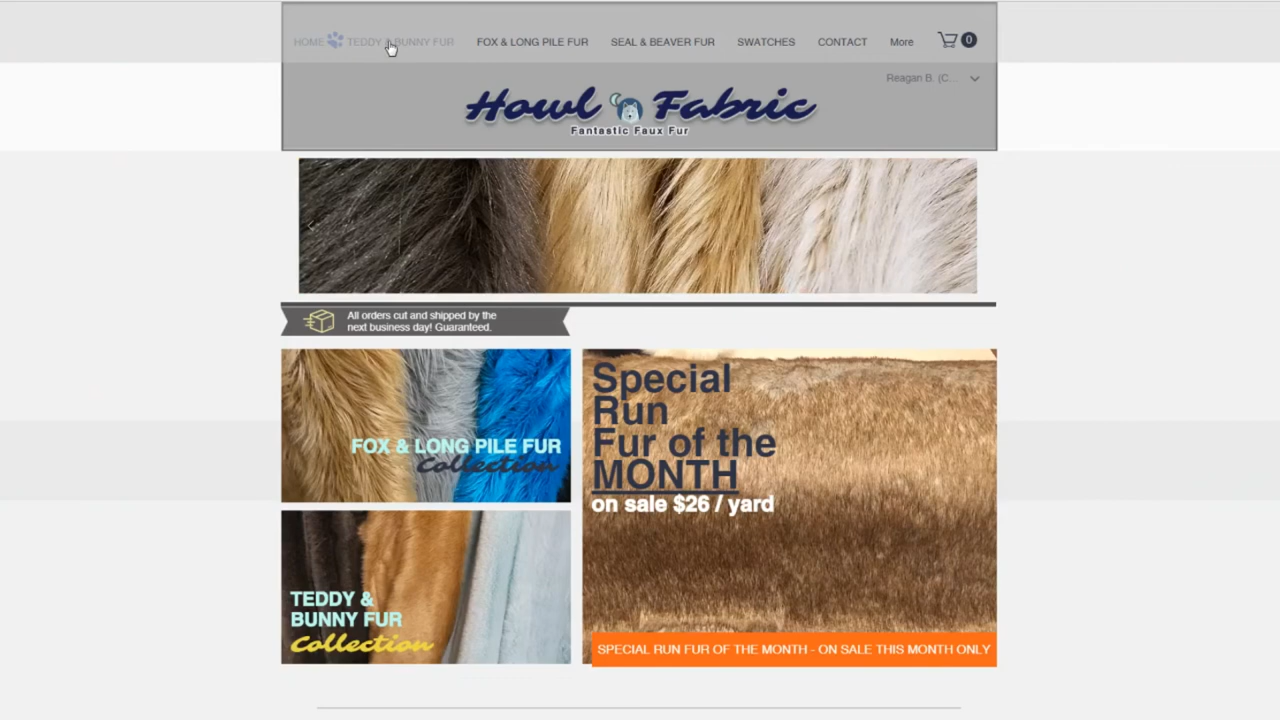 HOME TEDDY & BUNNY FUR FOX & LONG PILE FUR SEAL & BEAVER FUR SWATCHES CONTACT More 0
Reagan B. (C...
Howl Fabric
Fantastic Faux Fur
All orders cut and shipped by the
next business day! Guaranteed.
FOX & LONG PILE FUR
Collection
TEDDY &
BUNNY FUR
Collection
Special
Run
Fur of the
MONTH
on sale $26 / yard
SPECIAL RUN FUR OF THE MONTH - ON SALE THIS MONTH ONLY